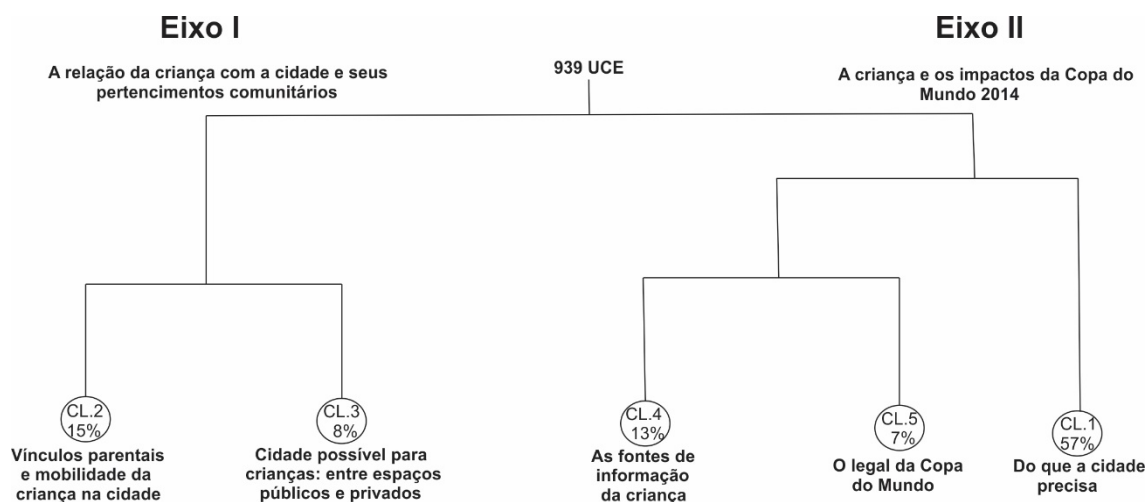 Eixo I
A relação da criança com a cidade e seus
pertencimentos comunitários
939 UCE
Eixo II
A criança e os impactos da Copa do
Mundo 2014
CL.2
15%
Vínculos parentais
e mobilidade da
criança na cidade
CL.3
8%
Cidade possível para
crianças: entre espaços
públicos e privados
CL.4
13%
As fontes de
informação
da criança
CL.5
7%
O legal da Copa
do Mundo
CL.1
57%
Do que a cidade
precisa